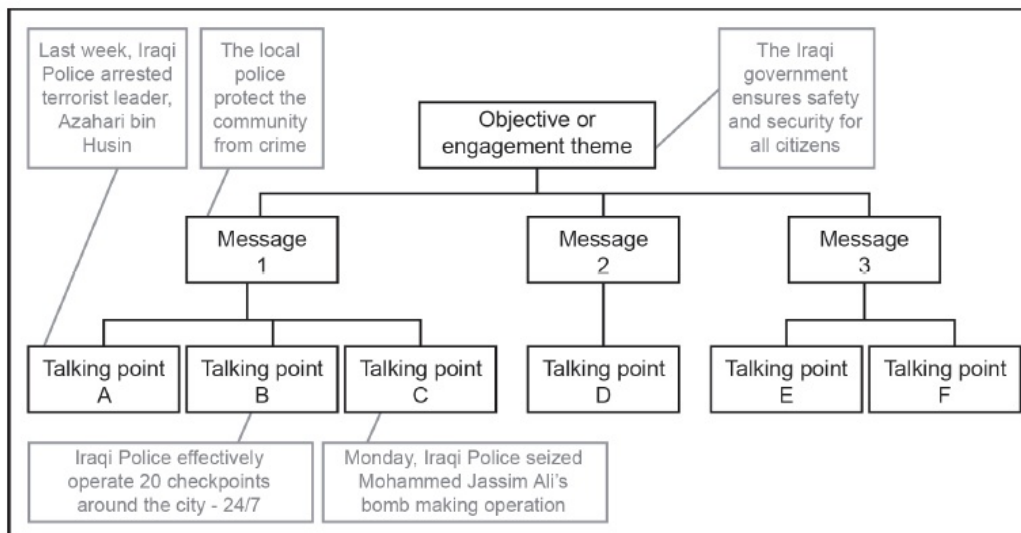 Last week, Iraqi
Police arrested
terrorist leader,
Azahari bin
Husin
The local
police
protect the
community
from crime
The Iraqi
government
ensures safety
and security for
all citizens
Objective or
engagement theme
Message
1
Message
2
Message
3
Talking point
A
Talking point
B
Talking point
C
Talking point
D
Talking point
E
Talking point
F
Iraqi Police effectively
operate 20 checkpoints
around the city - 24/7
Monday, Iraqi Police seized
Mohammed Jassim Ali's
bomb making operation